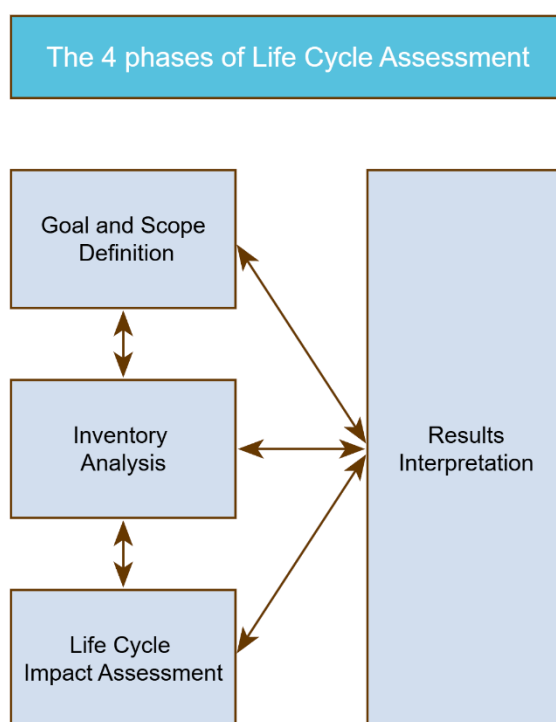 The 4 phases of Life Cycle Assessment
Goal and Scope
Definition
Inventory
Analysis
Results
Interpretation
Life Cycle
Impact Assessment